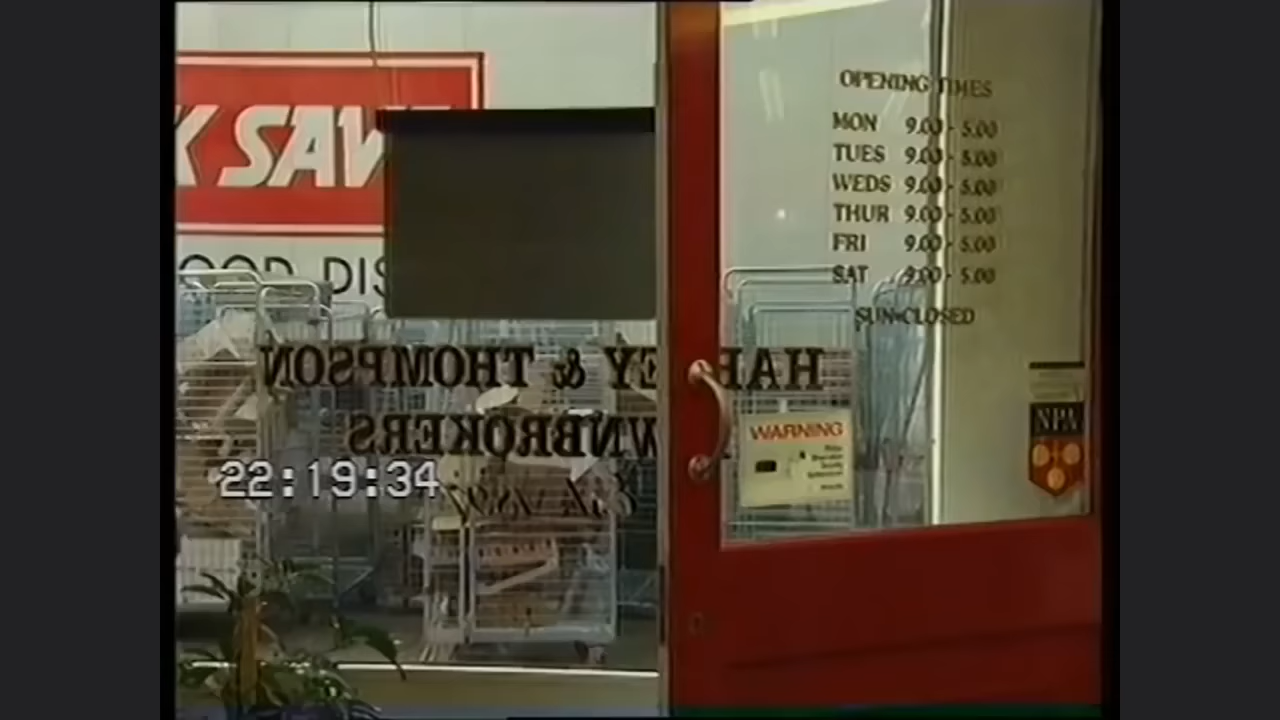 K SAV
OOD DIS
OPENING TIMES
MON 9.00 - 5.00
TUES 9.00 - 5.00
WEDS 9.00 - 5.00
THUR 9.00 - 5.00
FRI 9.00 - 5.00
SAT 9.00 - 5.00
SUN-CLOSED
HA EY & THOMPSON
WNBROKERS
NPA
WARNING
22:19:34